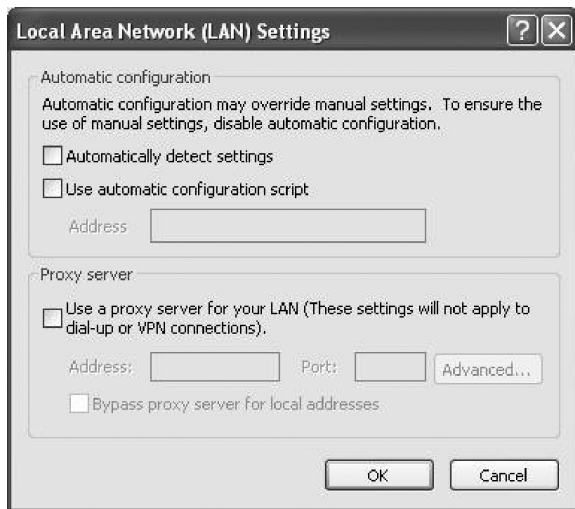 Local Area Network (LAN) Settings
Automatic configuration
Automatic configuration may override manual settings. To ensure the
use of manual settings, disable automatic configuration.
Automatically detect settings
Use automatic configuration script
Address
Proxy server
Use a proxy server for your LAN (These settings will not apply to
dial-up or VPN connections).
Address: Port: Advanced...
Bypass proxy server for local addresses
OK Cancel